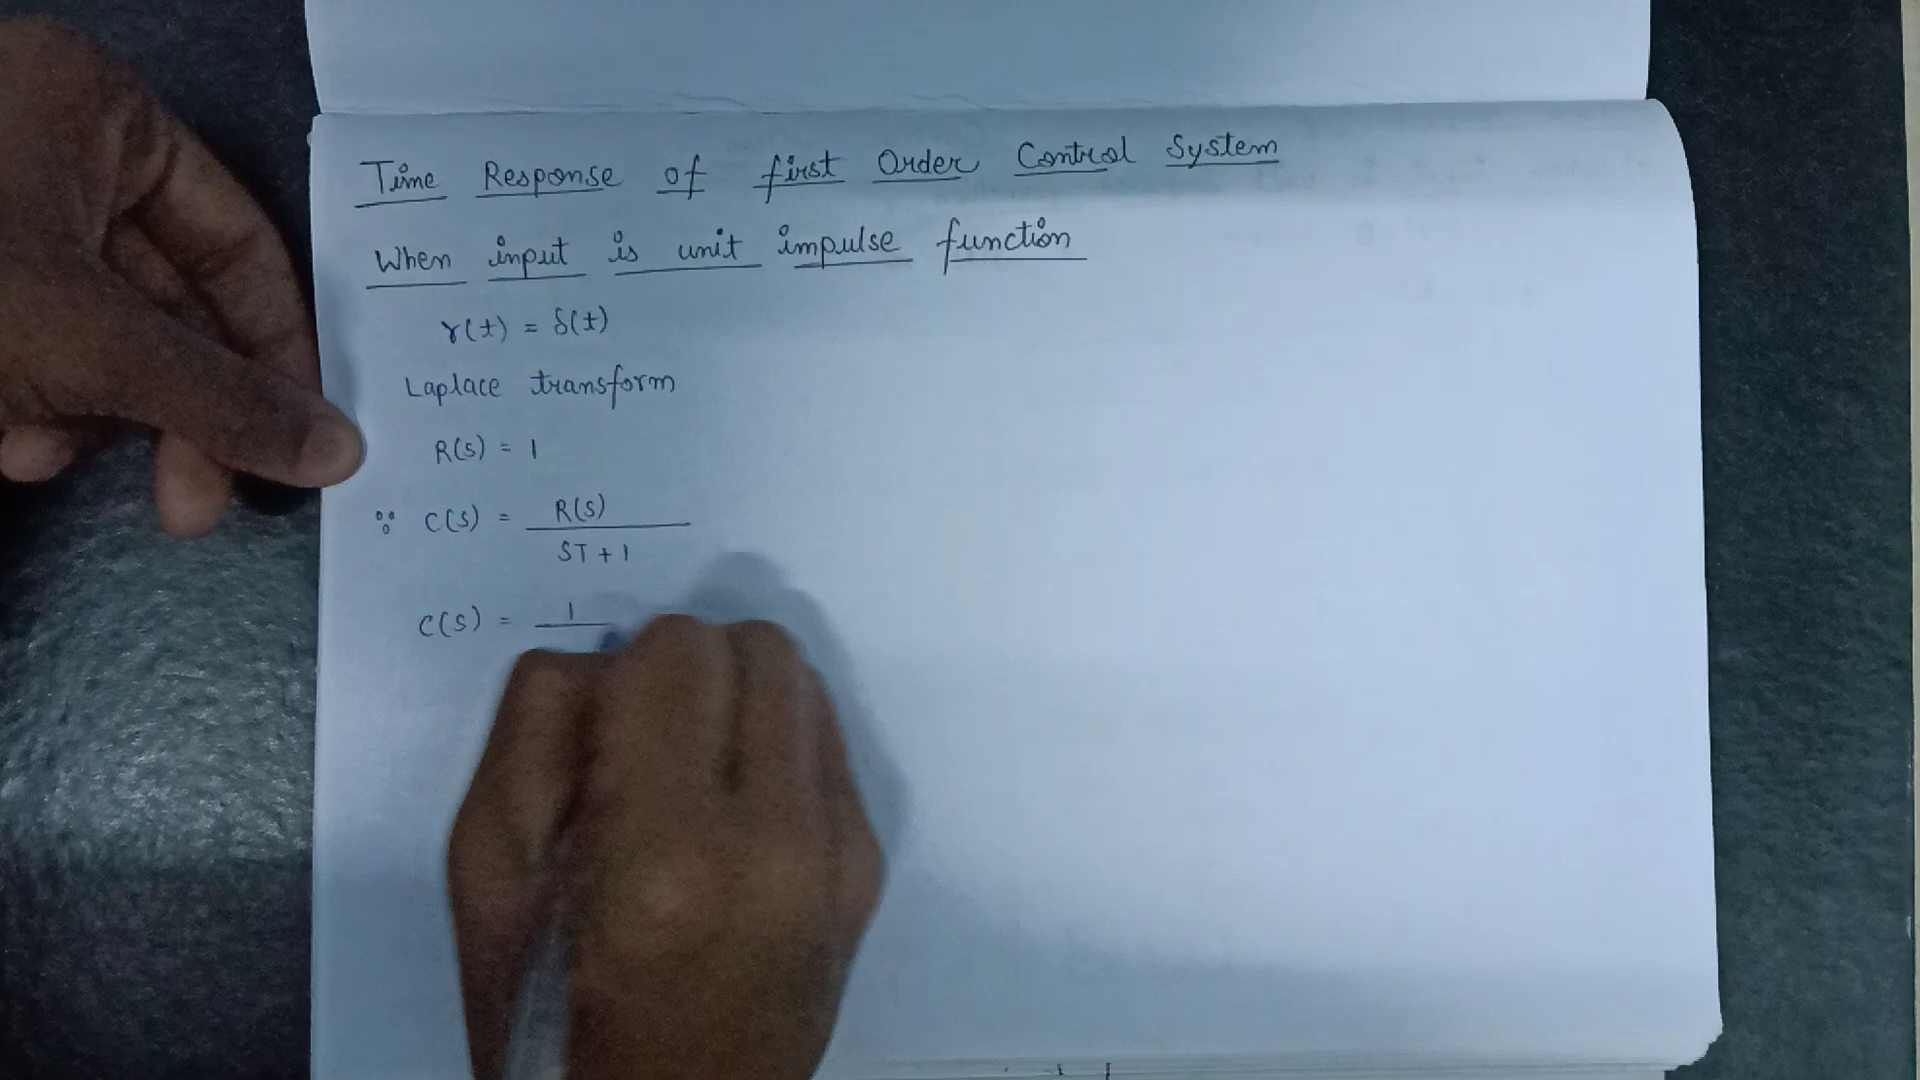 Time Response of first Order Control System
When input is unit impulse function
r(t) = δ(t)
Laplace transform
R(s) = 1
∵ C(s) = R(s) / ST + 1
C(s) = 1